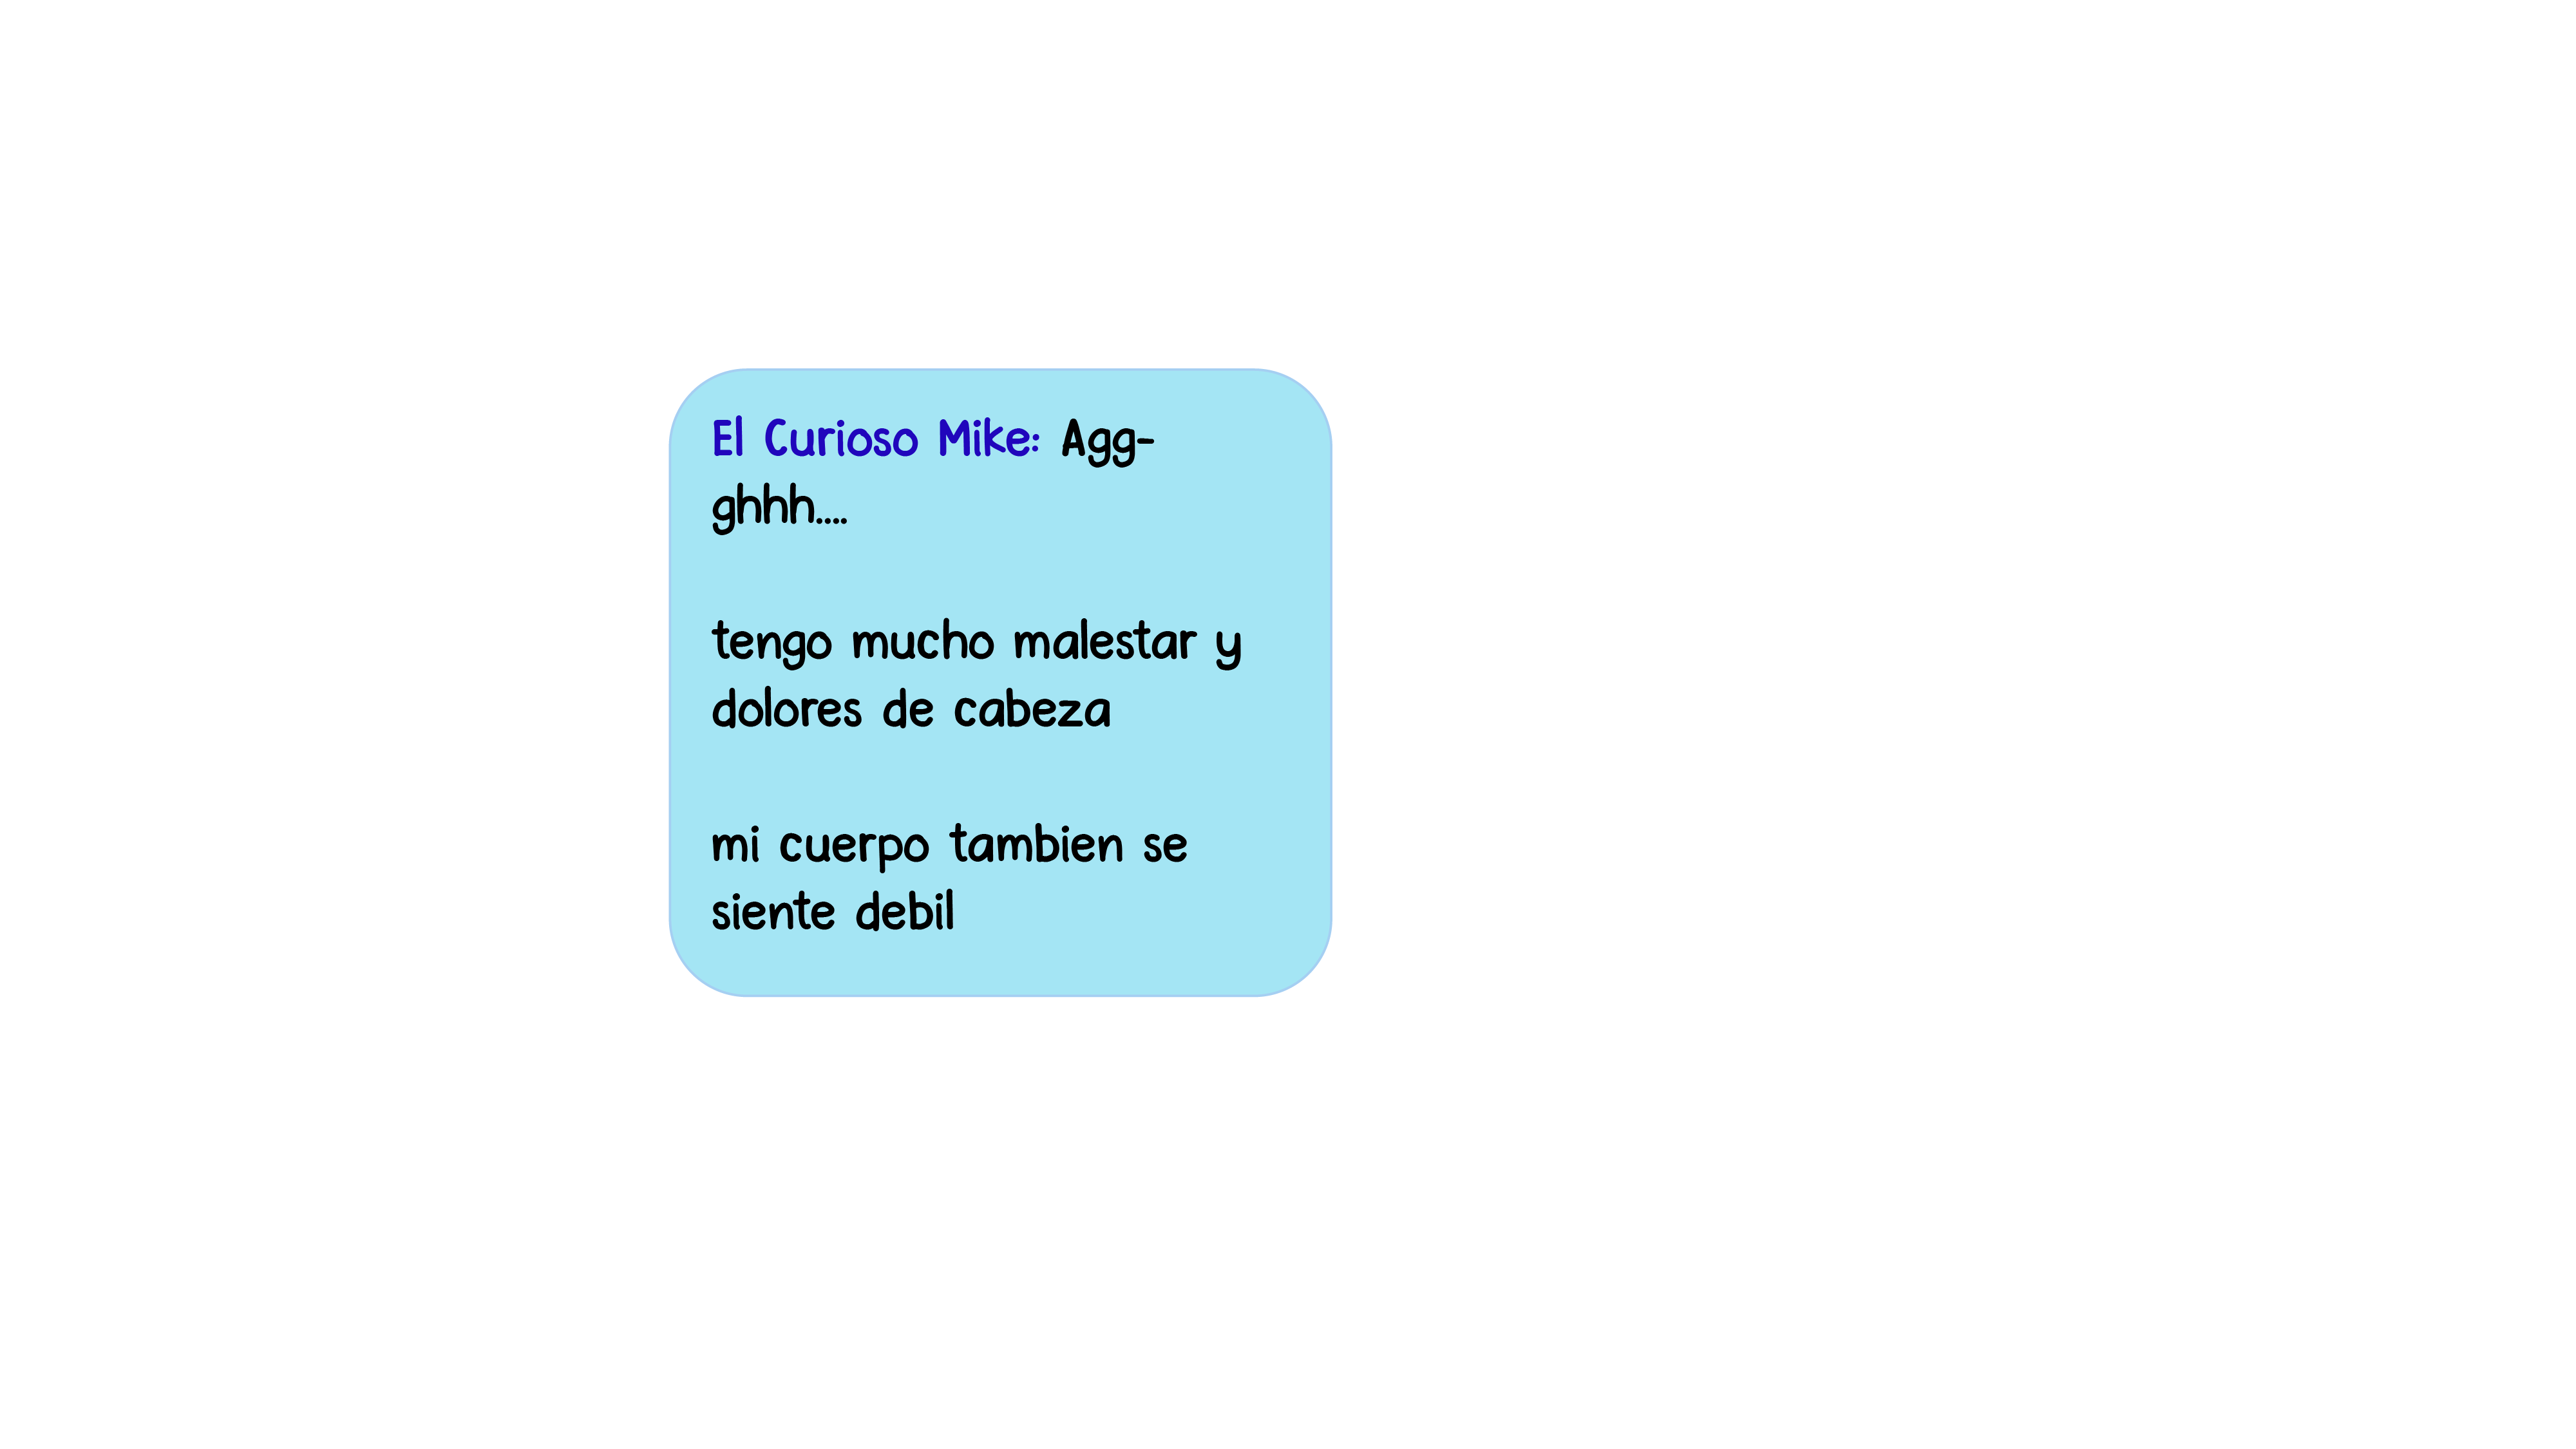 El Curioso Mike: Agg-
ghhh....
tengo mucho malestar y
dolores de cabeza
mi cuerpo tambien se
siente debil